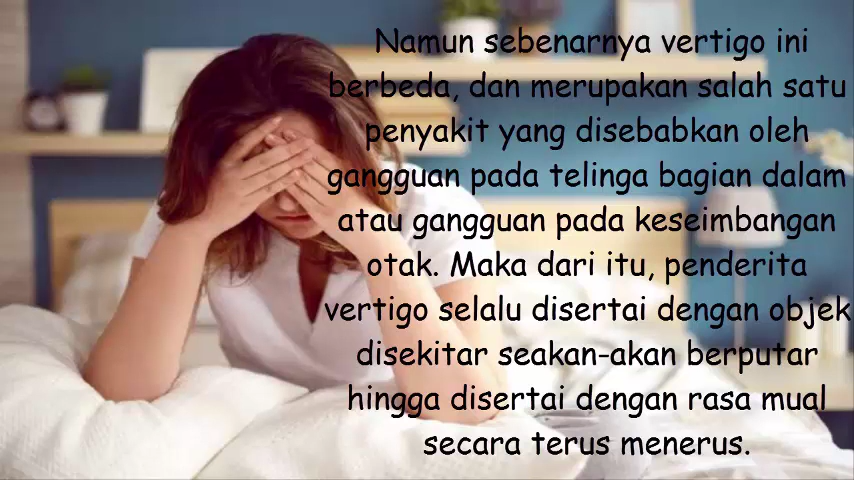 Namun sebenarnya vertigo ini
berbeda, dan merupakan salah satu
penyakit yang disebabkan oleh
gangguan pada telinga bagian dalam
atau gangguan pada keseimbangan
otak. Maka dari itu, penderita
vertigo selalu disertai dengan objek
disekitar seakan-akan berputar
hingga disertai dengan rasa mual
secara terus menerus.